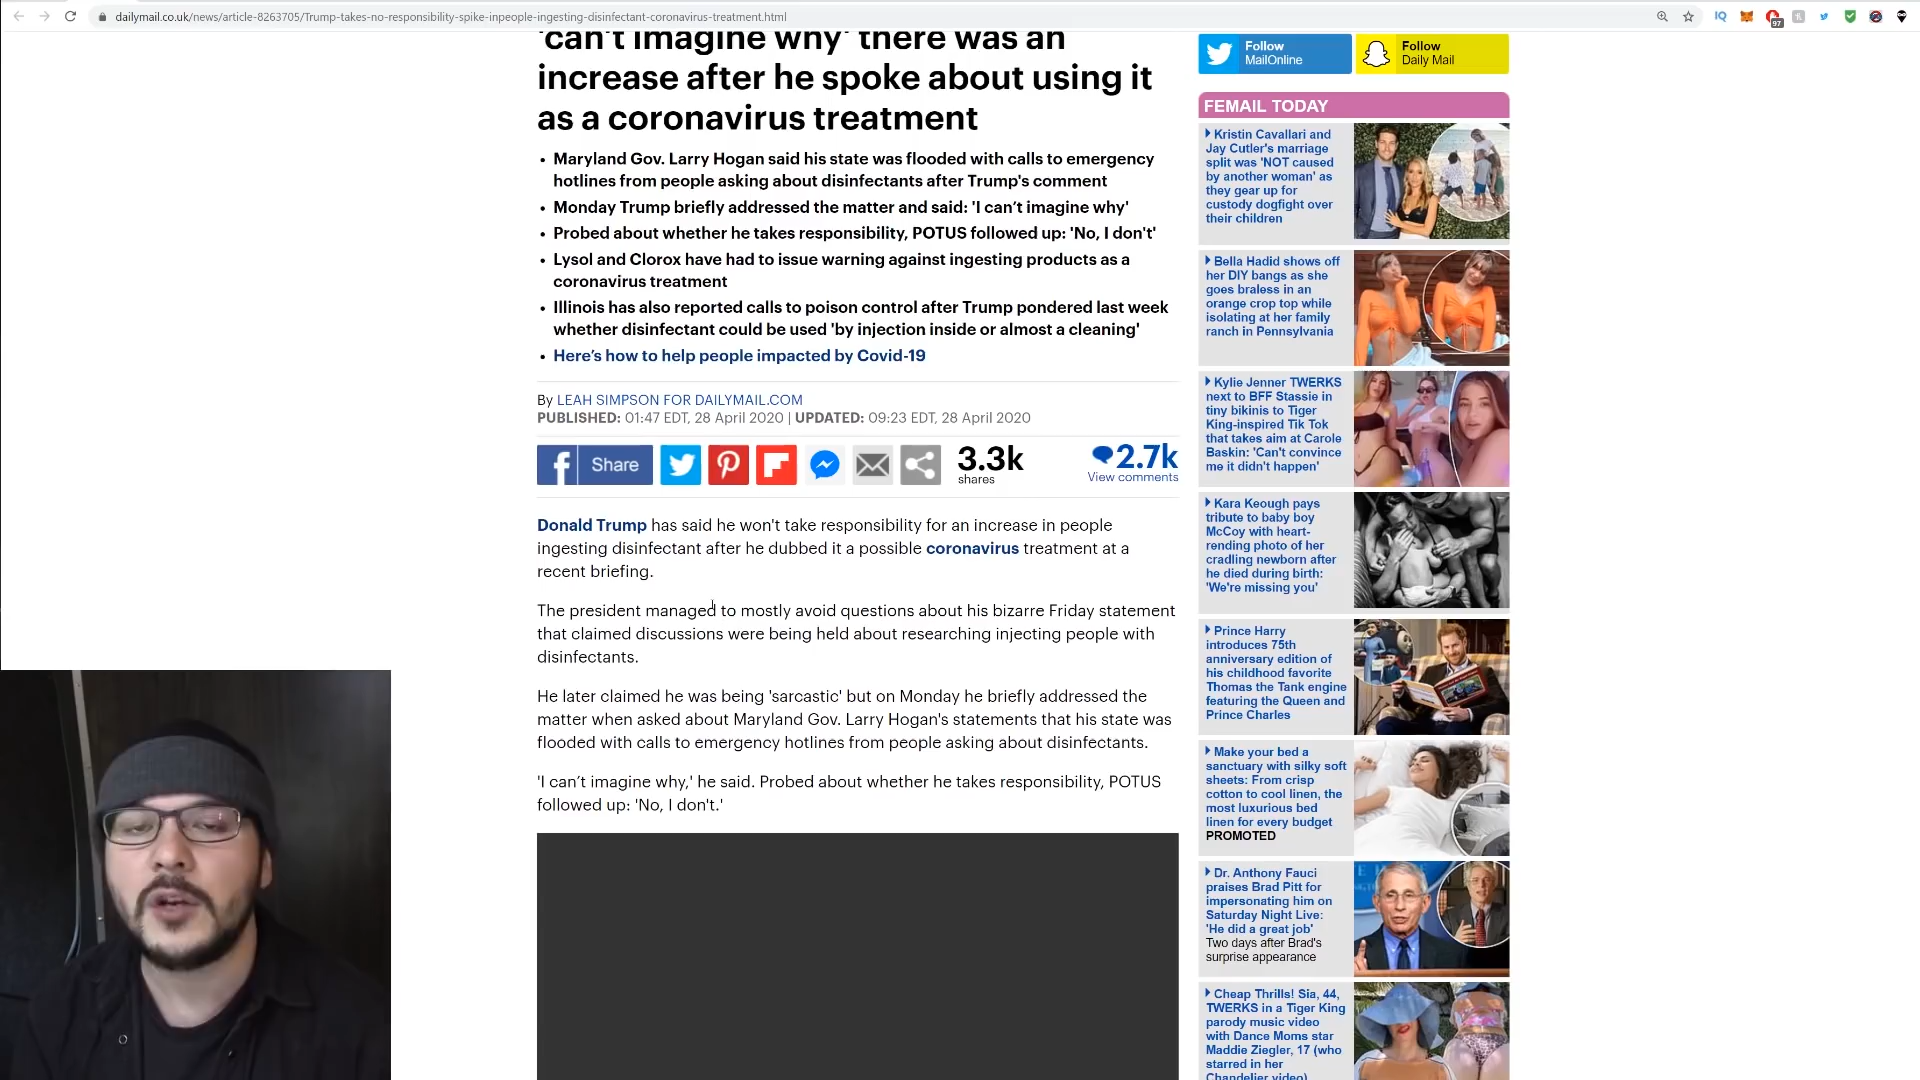 dailymail.co.uk/news/article-8263705/Trump-takes-no-responsibility-spike-inpeople-ingesting-disinfectant-coronavirus-treatment.html
IQ
97
'can't imagine why' there was an
increase after he spoke about using it
as a coronavirus treatment
• Maryland Gov. Larry Hogan said his state was flooded with calls to emergency
hotlines from people asking about disinfectants after Trump's comment
• Monday Trump briefly addressed the matter and said: 'I can't imagine why'
• Probed about whether he takes responsibility, POTUS followed up: 'No, I don't'
• Lysol and Clorox have had to issue warning against ingesting products as a
coronavirus treatment
• Illinois has also reported calls to poison control after Trump pondered last week
whether disinfectant could be used 'by injection inside or almost a cleaning'
• Here's how to help people impacted by Covid-19
By LEAH SIMPSON FOR DAILYMAIL.COM
PUBLISHED: 01:47 EDT, 28 April 2020 | UPDATED: 09:23 EDT, 28 April 2020
Share
3.3k
shares
2.7k
View comments
Donald Trump has said he won't take responsibility for an increase in people
ingesting disinfectant after he dubbed it a possible coronavirus treatment at a
recent briefing.
The president managed to mostly avoid questions about his bizarre Friday statement
that claimed discussions were being held about researching injecting people with
disinfectants.
He later claimed he was being 'sarcastic' but on Monday he briefly addressed the
matter when asked about Maryland Gov. Larry Hogan's statements that his state was
flooded with calls to emergency hotlines from people asking about disinfectants.
'I can't imagine why,' he said. Probed about whether he takes responsibility, POTUS
followed up: 'No, I don't.'
Follow
MailOnline
Follow
Daily Mail
FEMAIL TODAY
Kristin Cavallari and
Jay Cutler's marriage
split was 'NOT caused
by another woman' as
they gear up for
custody dogfight over
their children
Bella Hadid shows off
her DIY bangs as she
goes braless in an
orange crop top while
isolating at her family
ranch in Pennsylvania
Kylie Jenner TWERKS
next to BFF Stassie in
tiny bikinis to Tiger
King-inspired Tik Tok
that takes aim at Carole
Baskin: 'Can't convince
me it didn't happen'
Kara Keough pays
tribute to baby boy
McCoy with heart-
rending photo of her
cradling newborn after
he died during birth:
'We're missing you'
Prince Harry
introduces 75th
anniversary edition of
his childhood favorite
Thomas the Tank engine
featuring the Queen and
Prince Charles
Make your bed a
sanctuary with silky soft
sheets: From crisp
cotton to cool linen, the
most luxurious bed
linen for every budget
PROMOTED
Dr. Anthony Fauci
praises Brad Pitt for
impersonating him on
Saturday Night Live:
'He did a great job'
Two days after Brad's
surprise appearance
Cheap Thrills! Sia, 44,
TWERKS in a Tiger King
parody music video
with Dance Moms star
Maddie Ziegler, 17 (who
starred in her
Chandelier video)